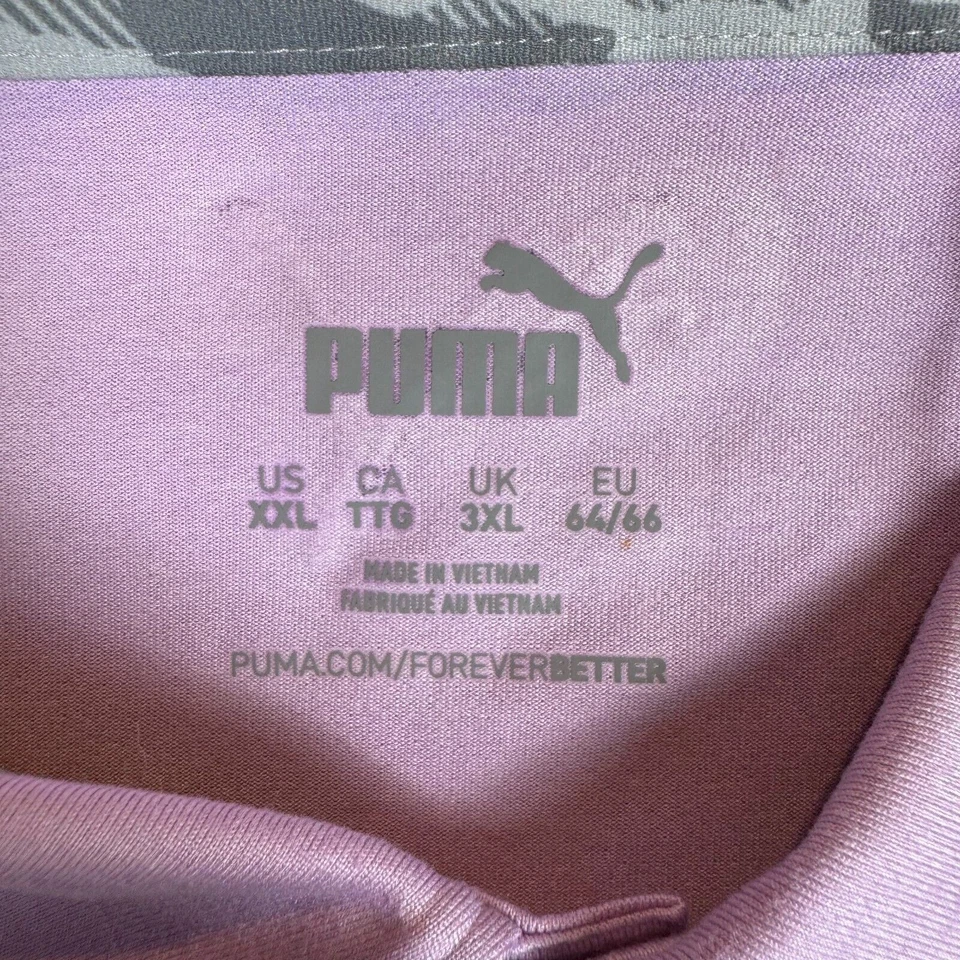 PUMA
US CA UK EU
XXL TTG 3XL 64/66
MADE IN VIETNAM
FABRIQUÉ AU VIETNAM
PUMA.COM/FOREVERBETTER